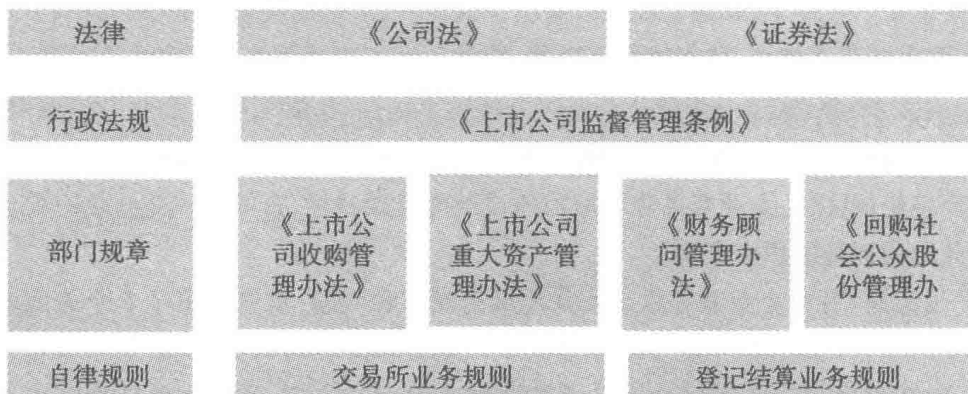 法律
《公司法》
《证券法》
行政法规
《上市公司监督管理条例》
部门规章
《上市公
司收购管
理办法》
《上市公司
重大资产管
理办法》
《财务顾
问管理办
法》
《回购社
会公众股
份管理办
自律规则
交易所业务规则
登记结算业务规则